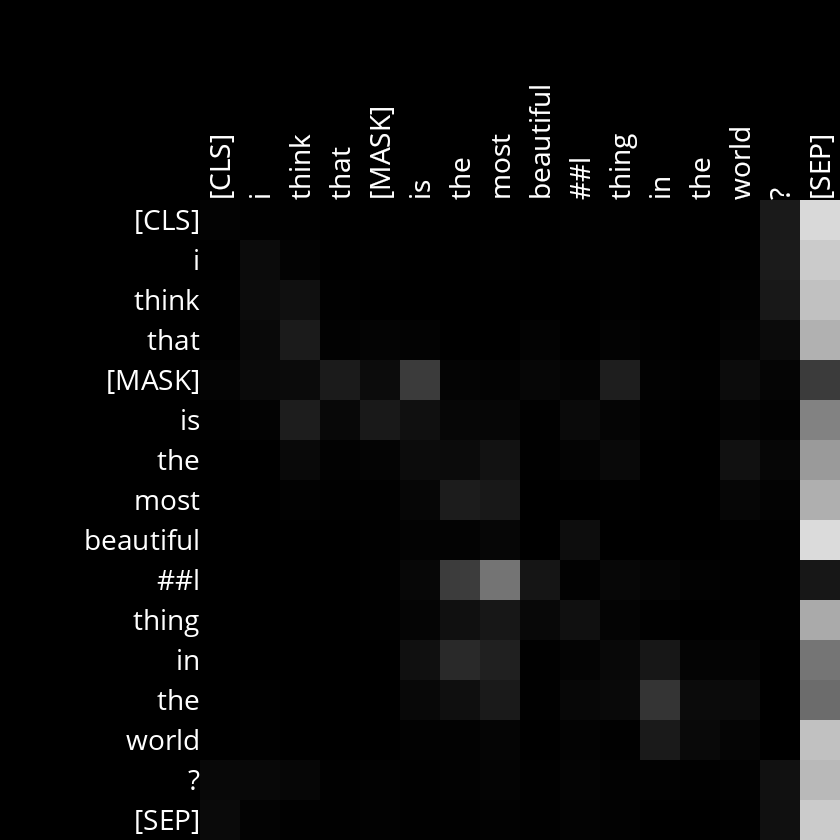 [CLS] i think that [MASK] is the most beautiful ##l thing in the world ? [SEP]
[CLS]
i
think
that
[MASK]
is
the
most
beautiful
##l
thing
in
the
world
?
[SEP]